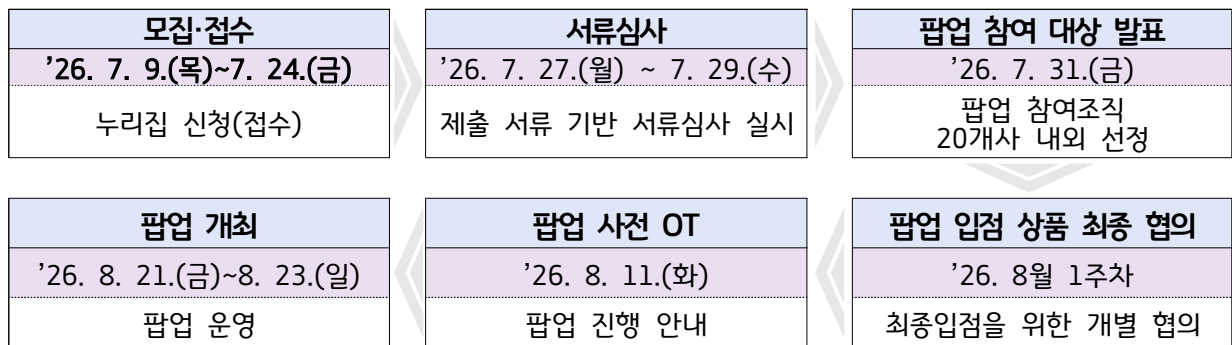 모집·접수
’26. 7. 9.(목)~7. 24.(금)
누리집 신청(접수)
서류심사
’26. 7. 27.(월) ~ 7. 29.(수)
제출 서류 기반 서류심사 실시
팝업 참여 대상 발표
’26. 7. 31.(금)
팝업 참여조직
20개사 내외 선정
팝업 입점 상품 최종 협의
’26. 8월 1주차
최종입점을 위한 개별 협의
팝업 사전 OT
’26. 8. 11.(화)
팝업 진행 안내
팝업 개최
’26. 8. 21.(금)~8. 23.(일)
팝업 운영